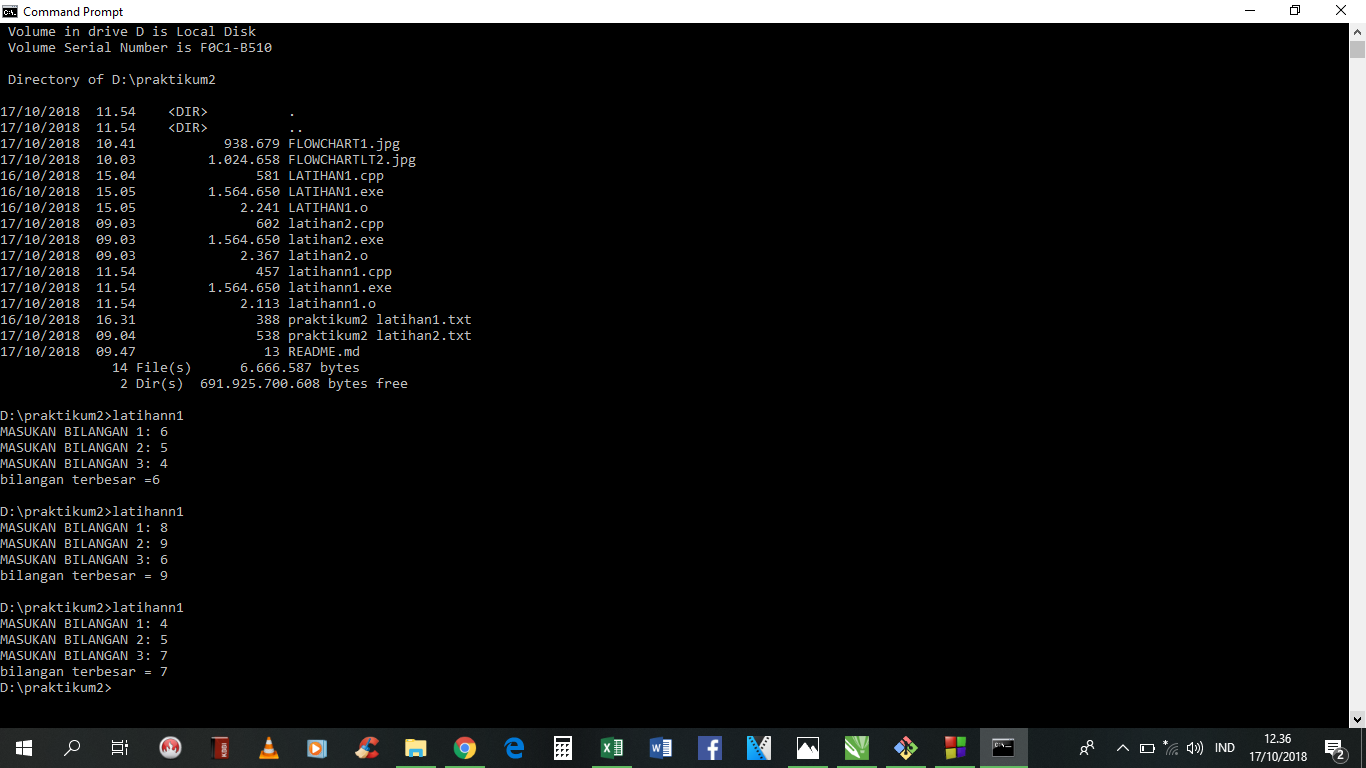 Command Prompt
Volume in drive D is Local Disk
Volume Serial Number is F0C1-B510
Directory of D:\praktikum2
17/10/2018  11.54    <DIR>          .
17/10/2018  11.54    <DIR>          ..
17/10/2018  10.41           938.679 FLOWCHART1.jpg
17/10/2018  10.03         1.024.658 FLOWCHARTLT2.jpg
16/10/2018  15.04               581 LATIHAN1.cpp
16/10/2018  15.05         1.564.650 LATIHAN1.exe
16/10/2018  15.05             2.241 LATIHAN1.o
17/10/2018  09.03               602 latihan2.cpp
17/10/2018  09.03         1.564.650 latihan2.exe
17/10/2018  09.03             2.367 latihan2.o
17/10/2018  11.54               457 latihann1.cpp
17/10/2018  11.54         1.564.650 latihann1.exe
17/10/2018  11.54             2.113 latihann1.o
16/10/2018  16.31               388 praktikum2 latihan1.txt
17/10/2018  09.04               538 praktikum2 latihan2.txt
17/10/2018  09.47                13 README.md
14 File(s)      6.666.587 bytes
2 Dir(s)  691.925.700.608 bytes free
D:\praktikum2>latihann1
MASUKAN BILANGAN 1: 6
MASUKAN BILANGAN 2: 5
MASUKAN BILANGAN 3: 4
bilangan terbesar =6
D:\praktikum2>latihann1
MASUKAN BILANGAN 1: 8
MASUKAN BILANGAN 2: 9
MASUKAN BILANGAN 3: 6
bilangan terbesar = 9
D:\praktikum2>latihann1
MASUKAN BILANGAN 1: 4
MASUKAN BILANGAN 2: 5
MASUKAN BILANGAN 3: 7
bilangan terbesar = 7
D:\praktikum2>
IND
12.36
17/10/2018
2